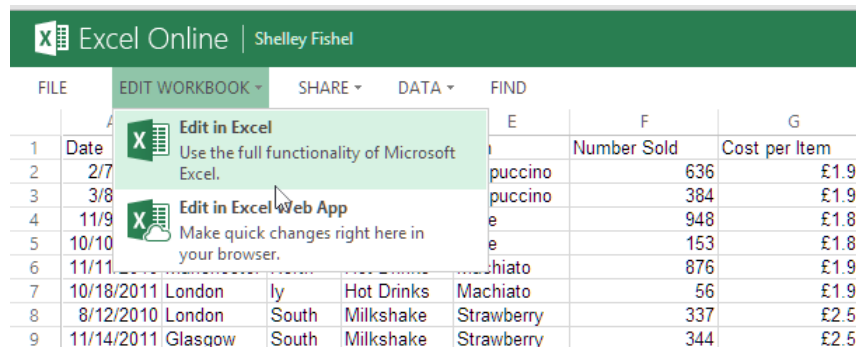 Excel Online | Shelley Fishel
FILE EDIT WORKBOOK SHARE DATA FIND
E F G
Edit in Excel
Use the full functionality of Microsoft
Excel.
Edit in Excel Web App
Make quick changes right here in
your browser.
1 Date Number Sold Cost per Item
2 2/7 puccino 636 £1.9
3 3/8 puccino 384 £1.9
4 11/9 e 948 £1.8
5 10/10 e 153 £1.8
6 11/11 chiato 876 £1.9
7 10/18/2011 London ly Hot Drinks Machiato 56 £1.9
8 8/12/2010 London South Milkshake Strawberry 337 £2.5
9 11/14/2011 Glasgow South Milkshake Strawberry 344 £2.5